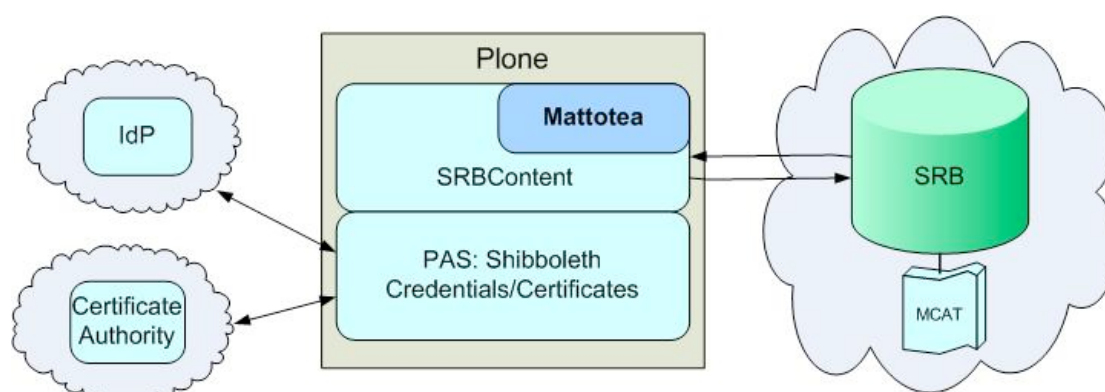 Plone
IdP
Mattotea
SRBContent
SRB
PAS: Shibboleth
Credentials/Certificates
Certificate
Authority
MCAT